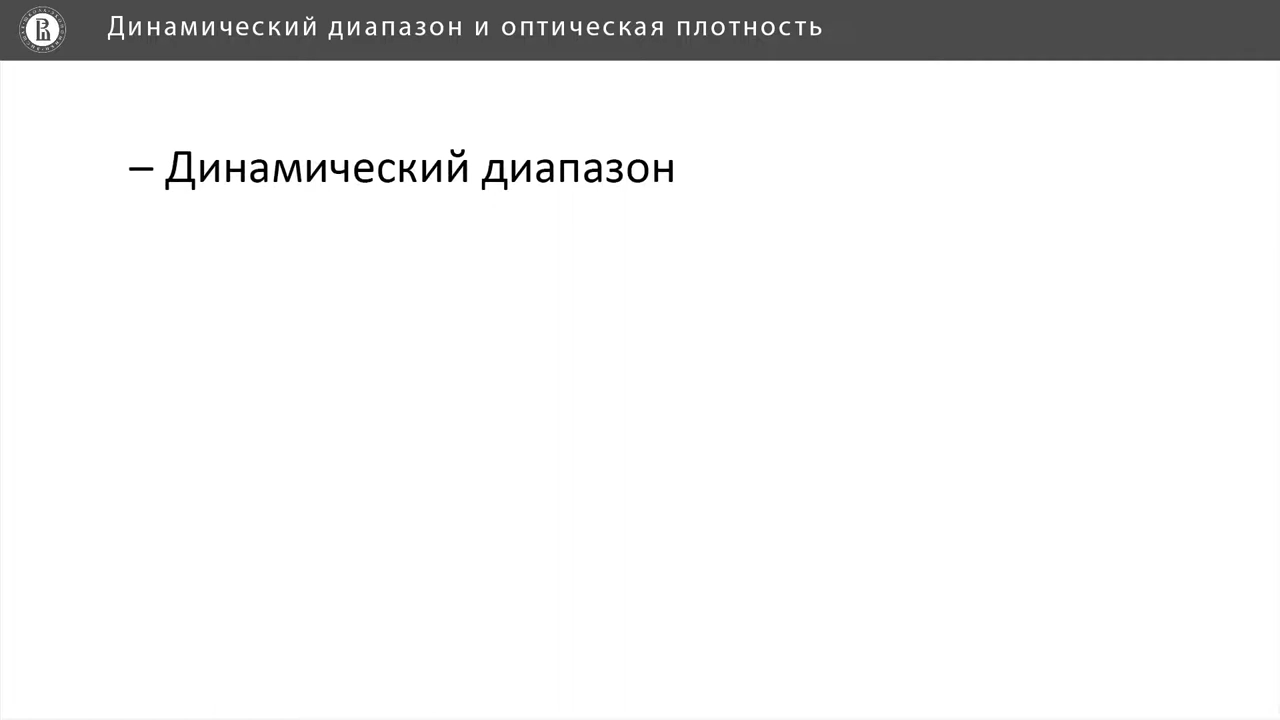 Динамический диапазон и оптическая плотность
– Динамический диапазон